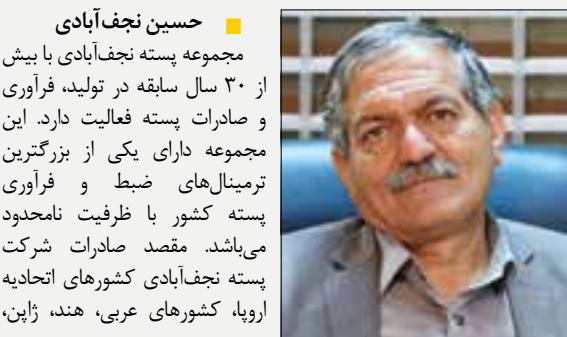 حسین نجف‌آبادی
مجموعه پسته نجف‌آبادی با بیش
از ۳۰ سال سابقه در تولید، فرآوری
و صادرات پسته فعالیت دارد. این
مجموعه دارای یکی از بزرگترین
ترمینال‌های ضبط و فرآوری
پسته کشور با ظرفیت نامحدود
می‌باشد. مقصد صادرات شرکت
پسته نجف‌آبادی کشورهای اتحادیه
اروپا، کشورهای عربی، هند، ژاپن،